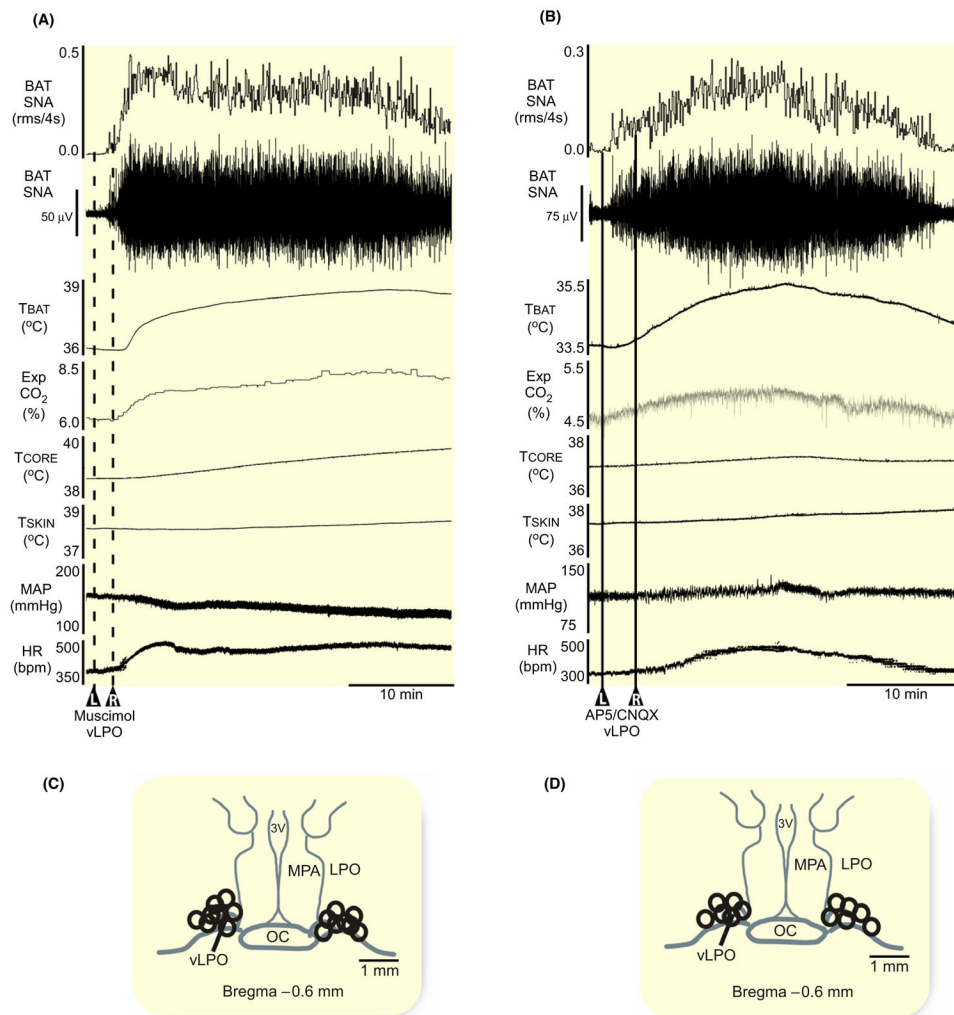 (A)
0.5
BAT
SNA
(rms/4s)
0.0
BAT
SNA
50 µV
39
TBAT
(ºC)
36
8.5
Exp
CO2
(%)
6.0
40
TCORE
(ºC)
38
39
TSKIN
(ºC)
37
200
MAP
(mmHg)
100
HR
500
(bpm)
350
10 min
L R
Muscimol
vLPO
(B)
0.3
BAT
SNA
(rms/4s)
0.0
BAT
SNA
75 µV
35.5
TBAT
(ºC)
33.5
5.5
Exp
CO2
(%)
4.5
38
TCORE
(ºC)
36
38
TSKIN
(ºC)
36
150
MAP
(mmHg)
75
HR
500
(bpm)
300
10 min
L R
AP5/CNQX
vLPO
(C)
3V
MPA LPO
OC
vLPO
1 mm
Bregma –0.6 mm
(D)
3V
MPA LPO
OC
vLPO
1 mm
Bregma –0.6 mm